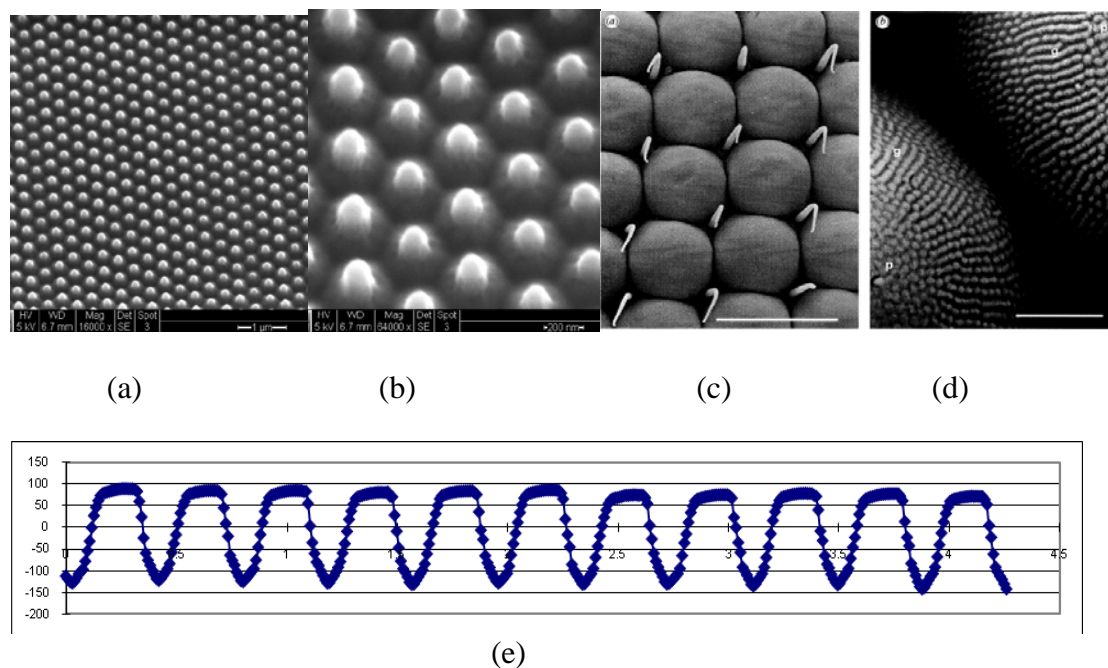 a
b
g
p
d
p
HV WD Mag Det Spot
5 kV 6.7 mm 16000 x SE 3 1 µm
HV WD Mag Det Spot
5 kV 6.7 mm 64000 x SE 3 200 nm
(a) (b) (c) (d)
150
100
50
0
-50
-100
-150
-200
0 0.5 1 1.5 2 2.5 3 3.5 4 4.5
(e)